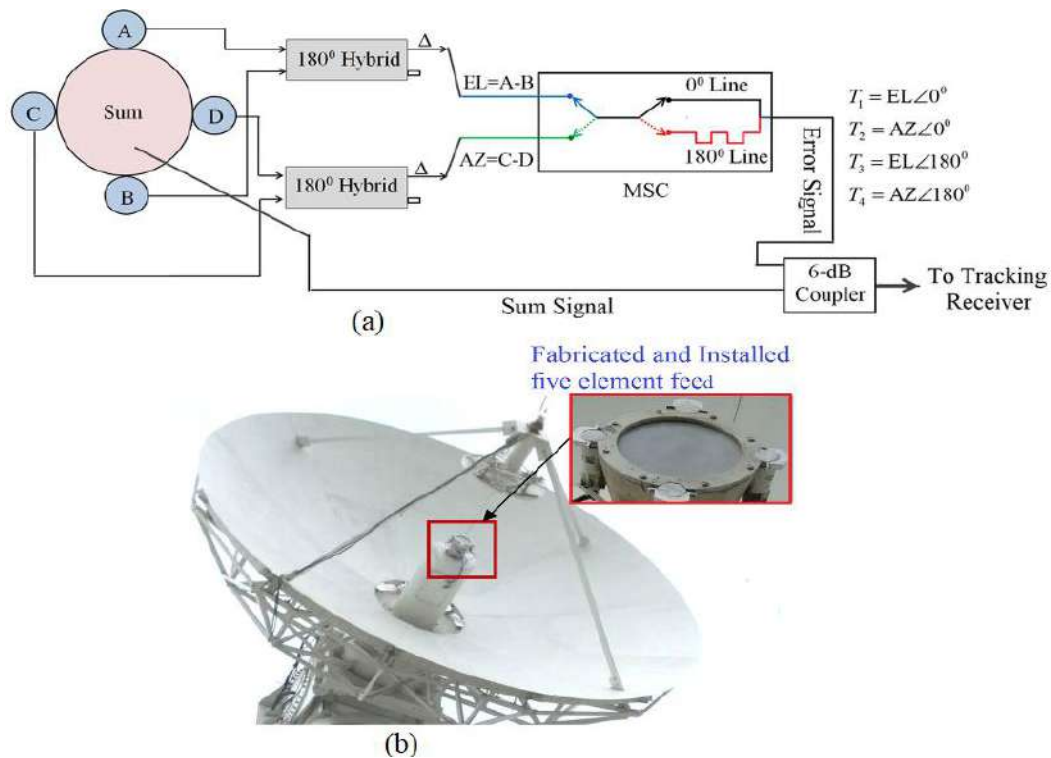 A
C
Sum
D
B
180⁰ Hybrid
Δ
180⁰ Hybrid
Δ
EL=A-B
AZ=C-D
0⁰ Line
180⁰ Line
MSC
Error Signal
T₁ = EL∠0⁰
T₂ = AZ∠0⁰
T₃ = EL∠180⁰
T₄ = AZ∠180⁰
6-dB
Coupler
To Tracking
Receiver
Sum Signal
(a)
Fabricated and Installed
five element feed
(b)